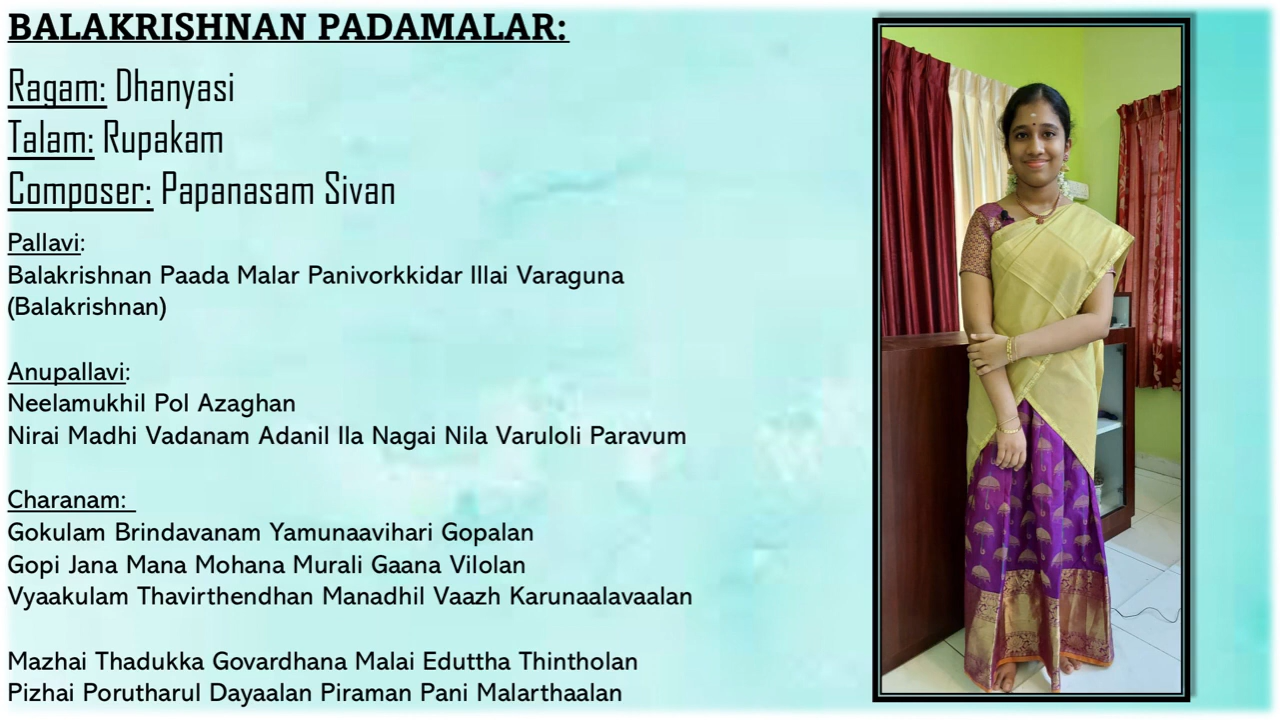 BALAKRISHNAN PADAMALAR:
Ragam: Dhanyasi
Talam: Rupakam
Composer: Papanasam Sivan
Pallavi:
Balakrishnan Paada Malar Panivorkkidar Illai Varaguna
(Balakrishnan)
Anupallavi:
Neelamukhil Pol Azaghan
Nirai Madhi Vadanam Adanil Ila Nagai Nila Varuloli Paravum
Charanam:
Gokulam Brindavanam Yamunaavihari Gopalan
Gopi Jana Mana Mohana Murali Gaana Vilolan
Vyaakulam Thavirthendhan Manadhil Vaazh Karunaalavaalan
Mazhai Thadukka Govardhana Malai Eduttha Thintholan
Pizhai Porutharul Dayaalan Piraman Pani Malarthaalan